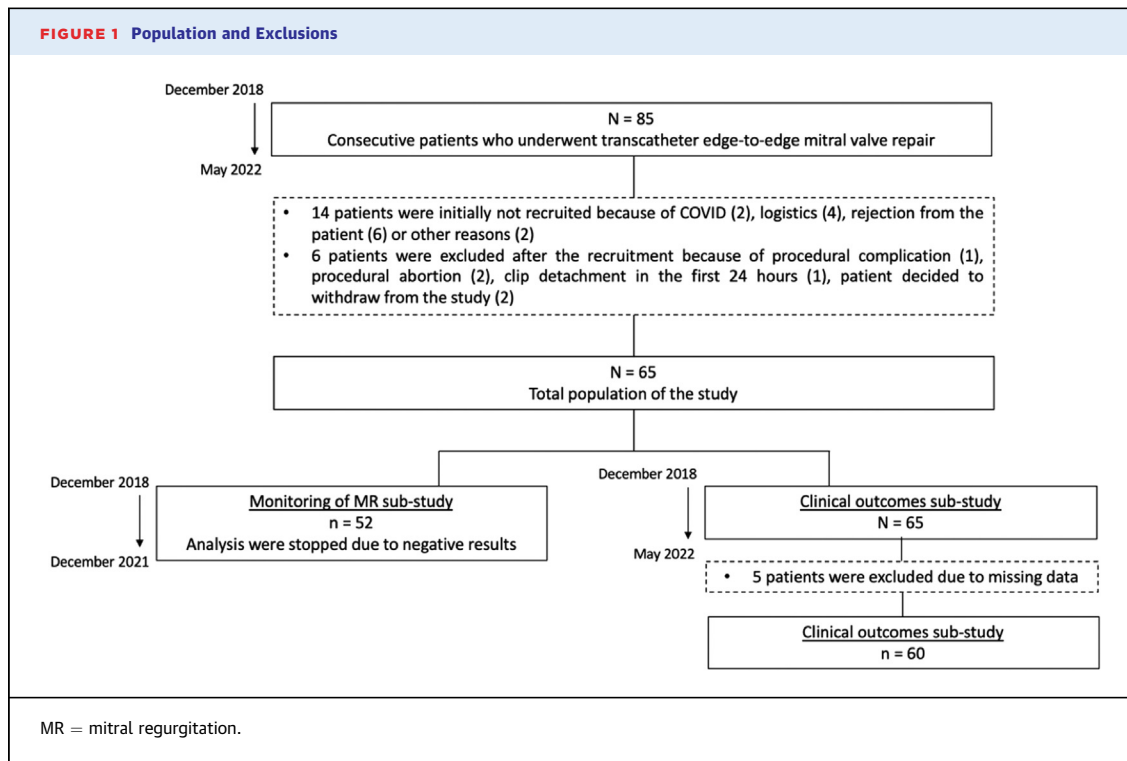 FIGURE 1 Population and Exclusions
December 2018
May 2022
N = 85
Consecutive patients who underwent transcatheter edge-to-edge mitral valve repair
• 14 patients were initially not recruited because of COVID (2), logistics (4), rejection from the
patient (6) or other reasons (2)
• 6 patients were excluded after the recruitment because of procedural complication (1),
procedural abortion (2), clip detachment in the first 24 hours (1), patient decided to
withdraw from the study (2)
N = 65
Total population of the study
December 2018
December 2021
Monitoring of MR sub-study
n = 52
Analysis were stopped due to negative results
December 2018
May 2022
Clinical outcomes sub-study
N = 65
• 5 patients were excluded due to missing data
Clinical outcomes sub-study
n = 60
MR = mitral regurgitation.